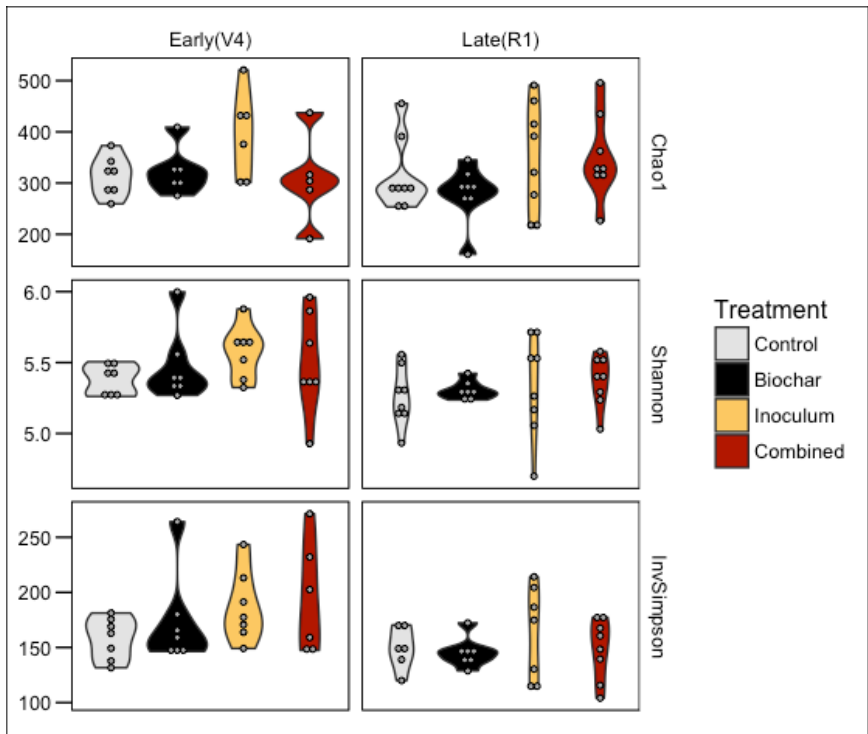 Early(V4)
Late(R1)
500
400
300
200
Chao1
6.0
5.5
5.0
Shannon
250
200
150
100
InvSimpson
Treatment
Control
Biochar
Inoculum
Combined